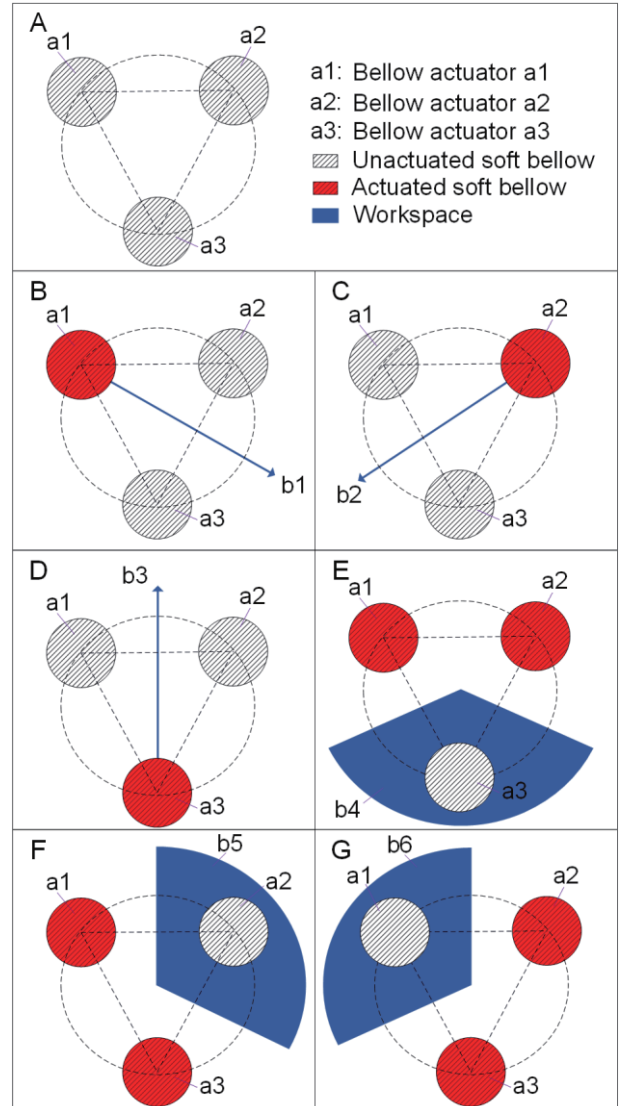 A
a1
a2
a3
a1: Bellow actuator a1
a2: Bellow actuator a2
a3: Bellow actuator a3
Unactuated soft bellow
Actuated soft bellow
Workspace
B
a1
a2
b1
a3
C
a1
a2
b2
a3
D
b3
a1
a2
a3
E
a1
a2
a3
b4
F
b5
a1
a2
a3
G
b6
a1
a2
a3